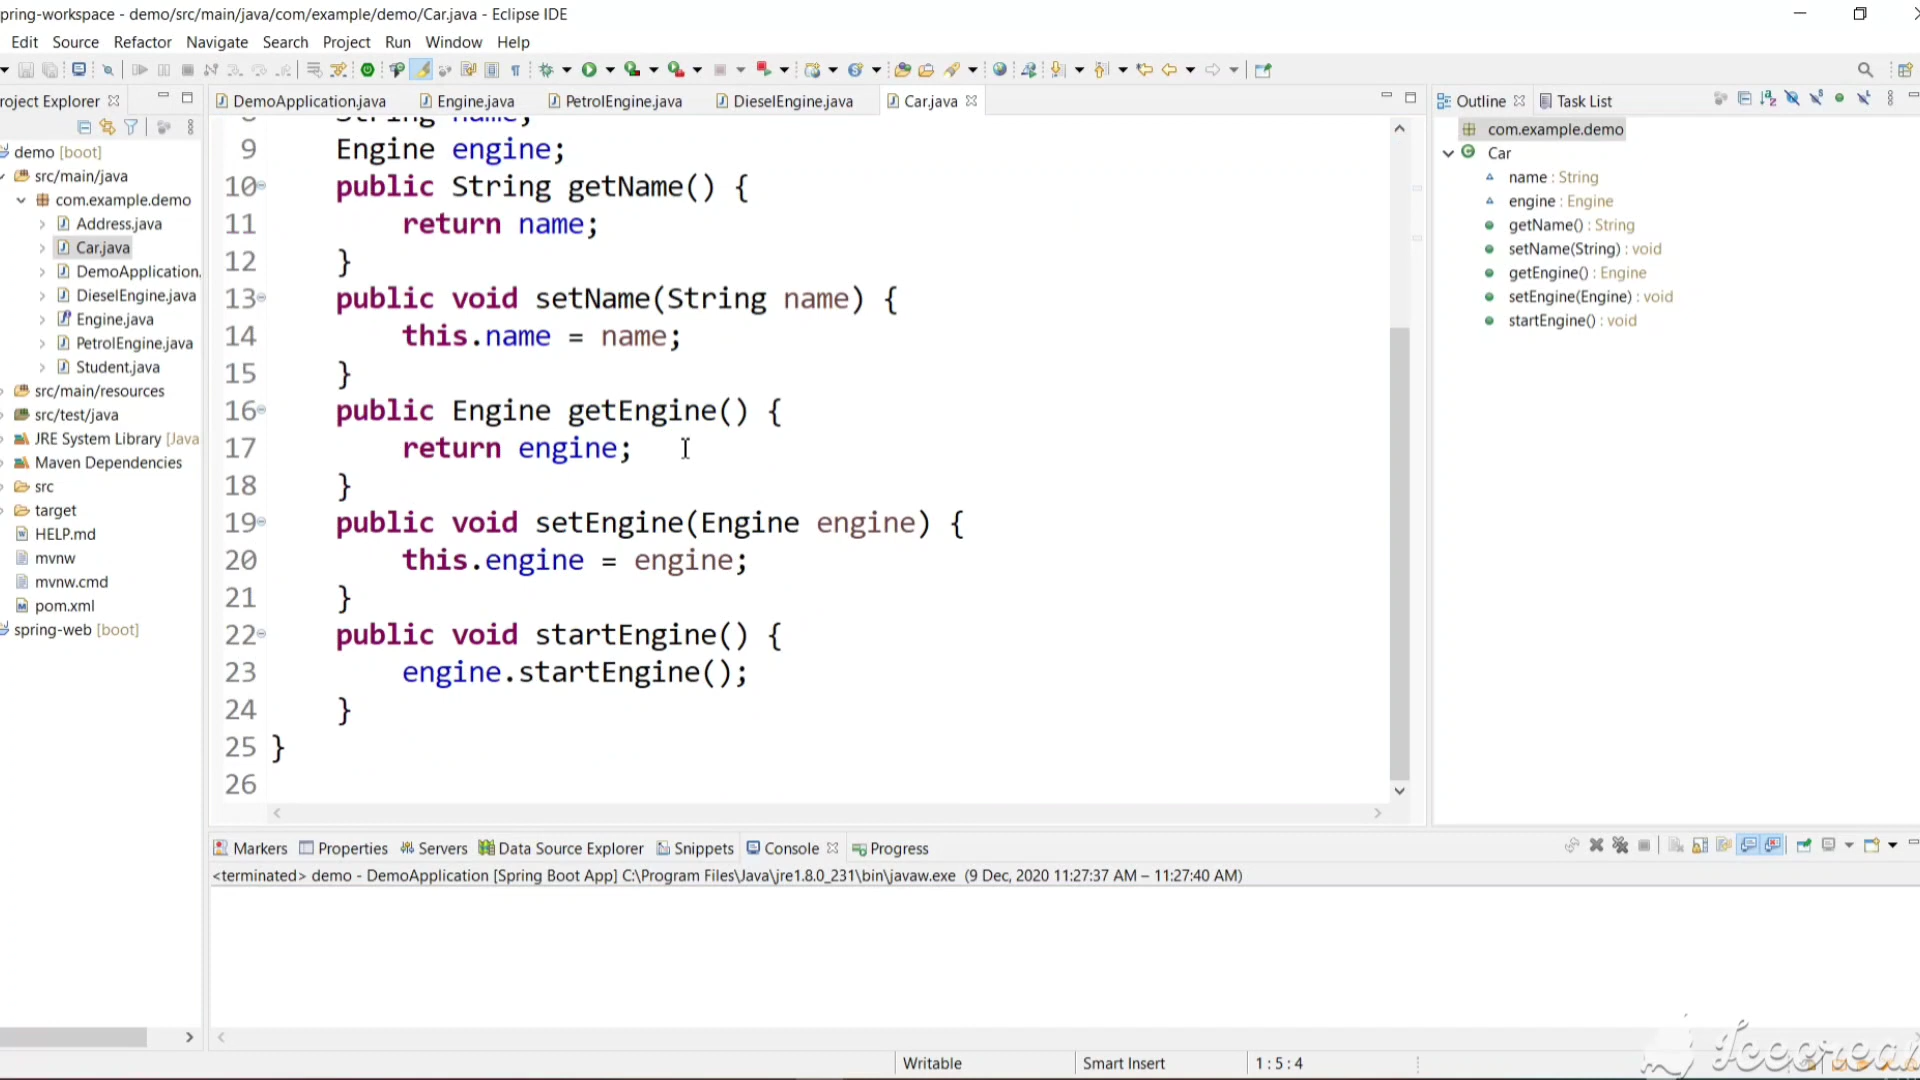 pring-workspace - demo/src/main/java/com/example/demo/Car.java - Eclipse IDE
Edit Source Refactor Navigate Search Project Run Window Help
roject Explorer
demo [boot]
src/main/java
com.example.demo
Address.java
Car.java
DemoApplication.
DieselEngine.java
Engine.java
PetrolEngine.java
Student.java
src/main/resources
src/test/java
JRE System Library [Java
Maven Dependencies
src
target
HELP.md
mvnw
mvnw.cmd
pom.xml
spring-web [boot]
DemoApplication.java Engine.java PetrolEngine.java DieselEngine.java Car.java
8 String name;
9 Engine engine;
10 public String getName() {
11 return name;
12 }
13 public void setName(String name) {
14 this.name = name;
15 }
16 public Engine getEngine() {
17 return engine;
18 }
19 public void setEngine(Engine engine) {
20 this.engine = engine;
21 }
22 public void startEngine() {
23 engine.startEngine();
24 }
25 }
26
Outline Task List
com.example.demo
Car
name : String
engine : Engine
getName() : String
setName(String) : void
getEngine() : Engine
setEngine(Engine) : void
startEngine() : void
Markers Properties Servers Data Source Explorer Snippets Console Progress
<terminated> demo - DemoApplication [Spring Boot App] C:\Program Files\Java\jre1.8.0_231\bin\javaw.exe (9 Dec, 2020 11:27:37 AM – 11:27:40 AM)
Writable Smart Insert 1 : 5 : 4
Icecrea